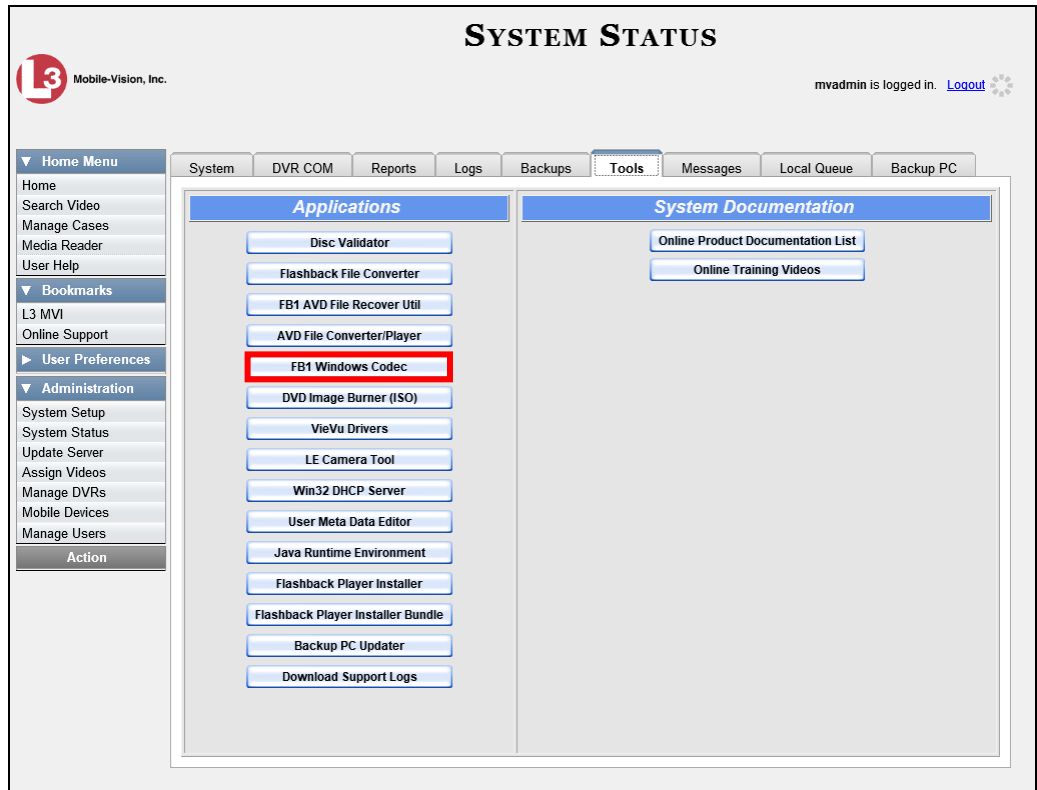 SYSTEM STATUS
L3 Mobile-Vision, Inc.
mvadmin is logged in. Logout
▼ Home Menu
Home
Search Video
Manage Cases
Media Reader
User Help
▼ Bookmarks
L3 MVI
Online Support
► User Preferences
▼ Administration
System Setup
System Status
Update Server
Assign Videos
Manage DVRs
Mobile Devices
Manage Users
Action
System DVR COM Reports Logs Backups Tools Messages Local Queue Backup PC
Applications
Disc Validator
Flashback File Converter
FB1 AVD File Recover Util
AVD File Converter/Player
FB1 Windows Codec
DVD Image Burner (ISO)
VieVu Drivers
LE Camera Tool
Win32 DHCP Server
User Meta Data Editor
Java Runtime Environment
Flashback Player Installer
Flashback Player Installer Bundle
Backup PC Updater
Download Support Logs
System Documentation
Online Product Documentation List
Online Training Videos